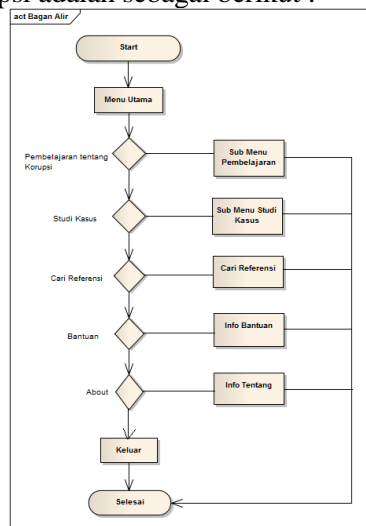 psi adalah sebagai berikut :
act Bagan Alir
Start
Menu Utama
Pembelajaran tentang
Korupsi
Sub Menu
Pembelajaran
Studi Kasus
Sub Menu Studi
Kasus
Cari Referensi
Cari Referensi
Bantuan
Info Bantuan
About
Info Tentang
Keluar
Selesai